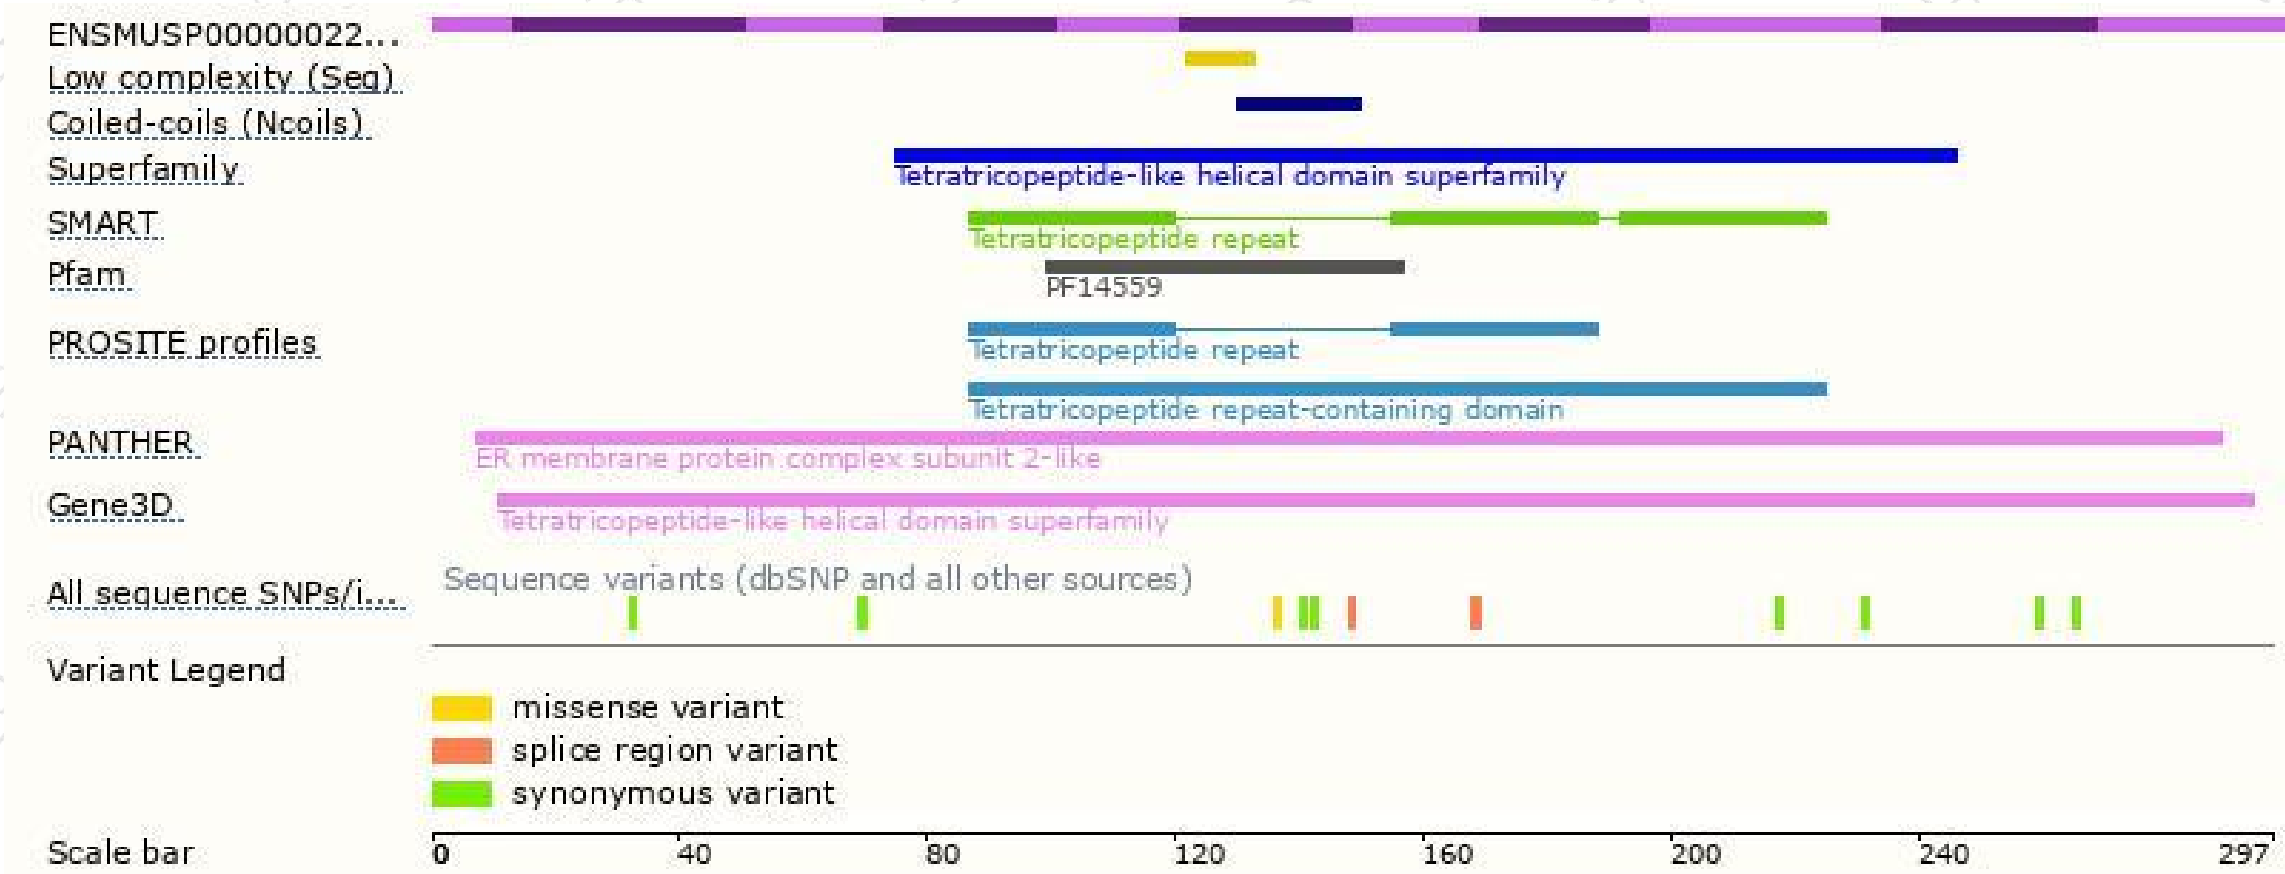 ENSMUSP00000022...
Low complexity (Seg)
Coiled-coils (Ncoils)
Superfamily
Tetratricopeptide-like helical domain superfamily
SMART
Tetratricopeptide repeat
Pfam
PF14559
PROSITE profiles
Tetratricopeptide repeat
Tetratricopeptide repeat-containing domain
PANTHER
ER membrane protein complex subunit 2-like
Gene3D
Tetratricopeptide-like helical domain superfamily
Sequence variants (dbSNP and all other sources)
All sequence SNPs/i...
Variant Legend
missense variant
splice region variant
synonymous variant
Scale bar 0 40 80 120 160 200 240 297